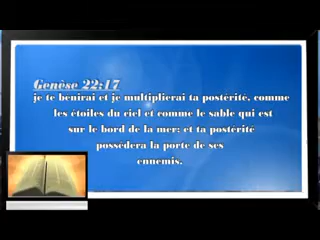 Genèse 22:17
je te bénirai et je multiplierai ta postérité, comme
les étoiles du ciel et comme le sable qui est
sur le bord de la mer; et ta postérité
possédera la porte de ses
ennemis.